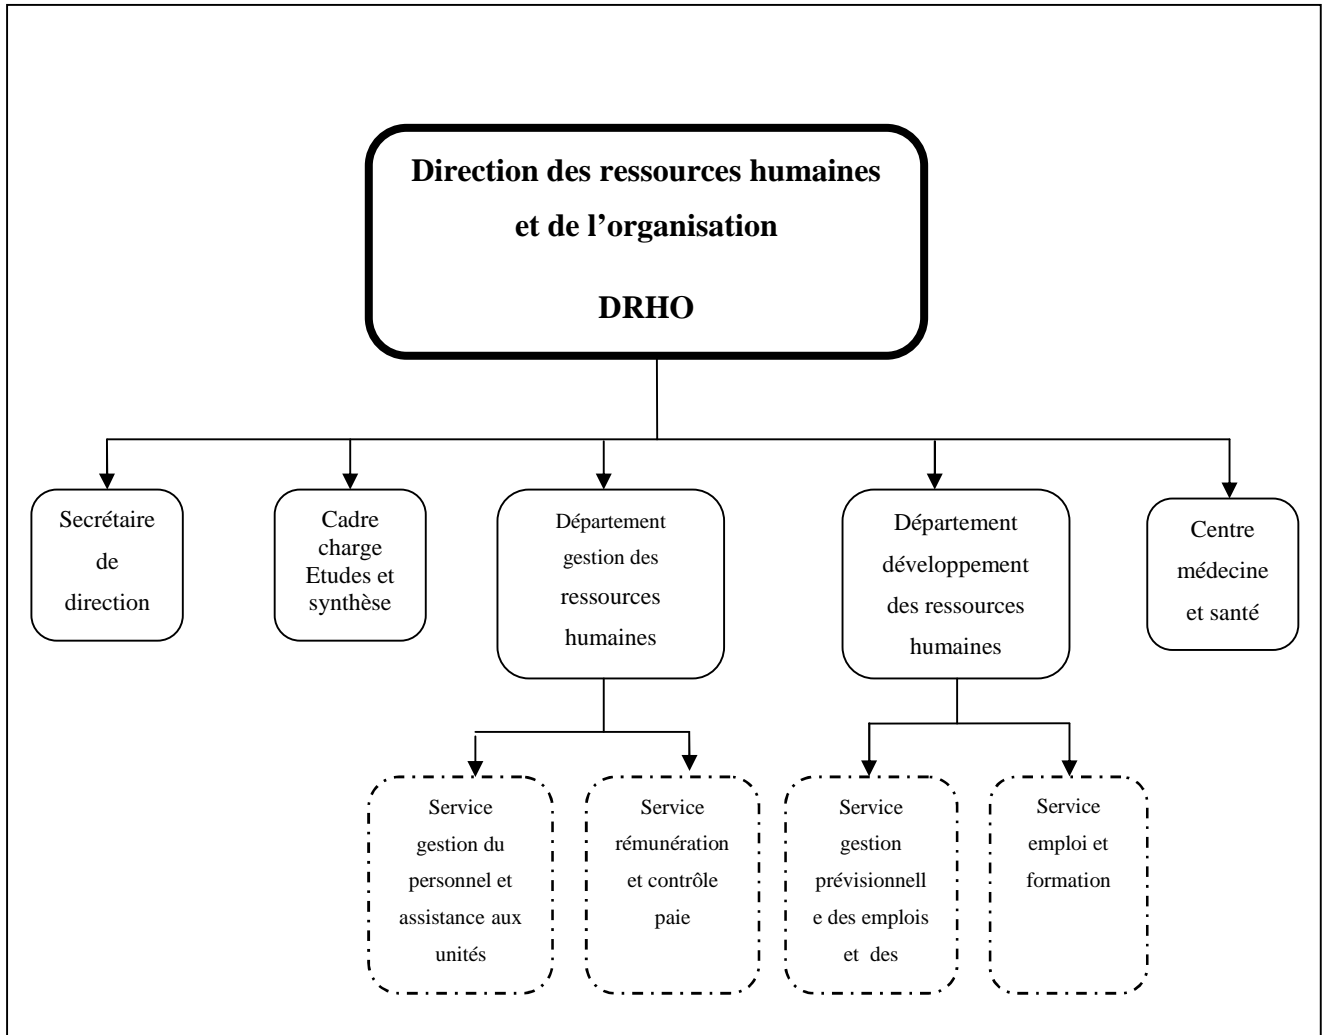 Direction des ressources humaines
et de l’organisation
DRHO
Secrétaire
de
direction
Cadre
charge
Etudes et
synthèse
Département
gestion des
ressources
humaines
Département
développement
des ressources
humaines
Centre
médecine
et santé
Service
gestion du
personnel et
assistance aux
unités
Service
rémunération
et contrôle
paie
Service
gestion
prévisionnell
e des emplois
et des
Service
emploi et
formation